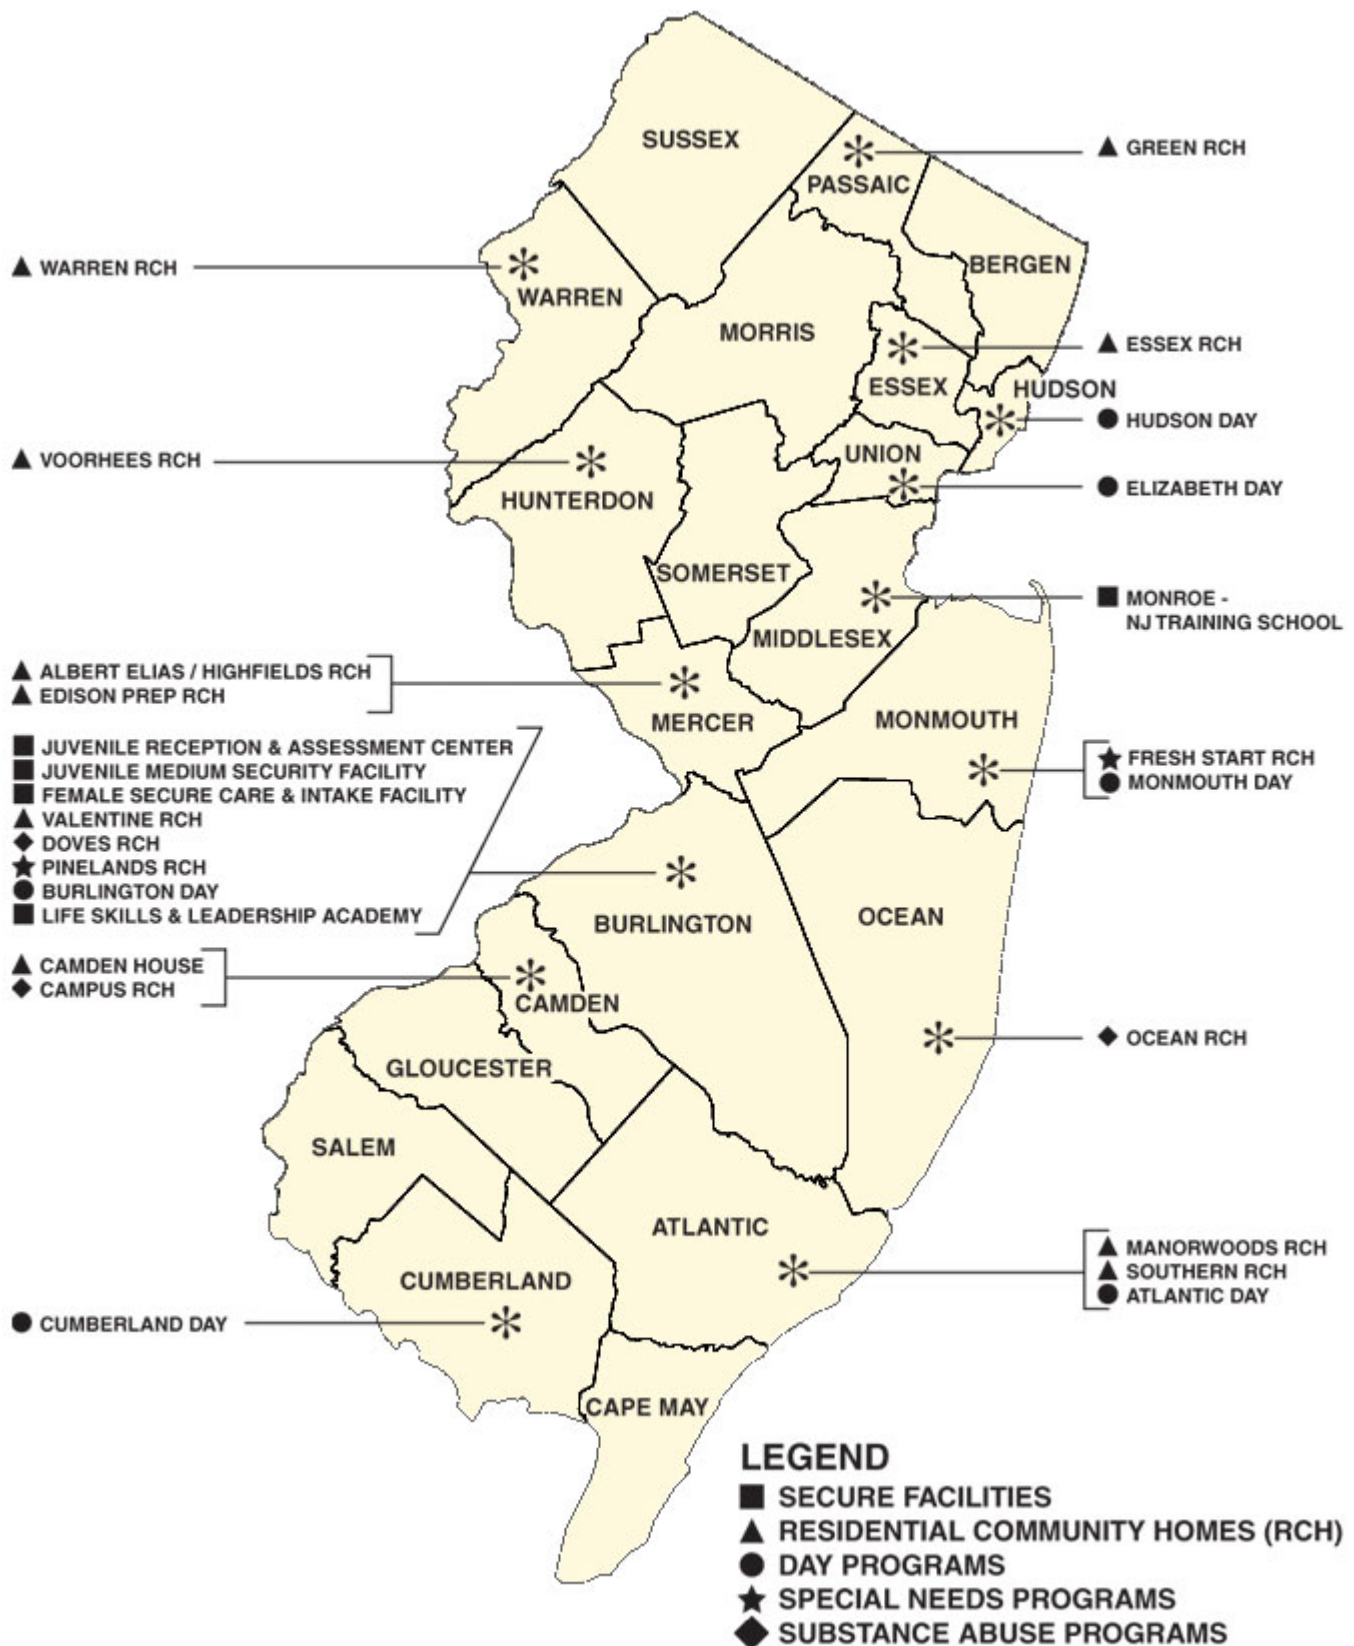 SUSSEX
▲ GREEN RCH
PASSAIC
BERGEN
▲ WARREN RCH
WARREN
MORRIS
▲ ESSEX RCH
ESSEX
HUDSON
● HUDSON DAY
▲ VOORHEES RCH
UNION
● ELIZABETH DAY
HUNTERDON
SOMERSET
■ MONROE -
NJ TRAINING SCHOOL
MIDDLESEX
▲ ALBERT ELIAS / HIGHFIELDS RCH
▲ EDISON PREP RCH
MERCER
MONMOUTH
■ JUVENILE RECEPTION & ASSESSMENT CENTER
■ JUVENILE MEDIUM SECURITY FACILITY
■ FEMALE SECURE CARE & INTAKE FACILITY
▲ VALENTINE RCH
◆ DOVES RCH
★ PINELANDS RCH
● BURLINGTON DAY
■ LIFE SKILLS & LEADERSHIP ACADEMY
★ FRESH START RCH
● MONMOUTH DAY
BURLINGTON
OCEAN
▲ CAMDEN HOUSE
◆ CAMPUS RCH
CAMDEN
◆ OCEAN RCH
GLOUCESTER
SALEM
ATLANTIC
▲ MANORWOODS RCH
▲ SOUTHERN RCH
● ATLANTIC DAY
CUMBERLAND
● CUMBERLAND DAY
CAPE MAY
LEGEND
■ SECURE FACILITIES
▲ RESIDENTIAL COMMUNITY HOMES (RCH)
● DAY PROGRAMS
★ SPECIAL NEEDS PROGRAMS
◆ SUBSTANCE ABUSE PROGRAMS